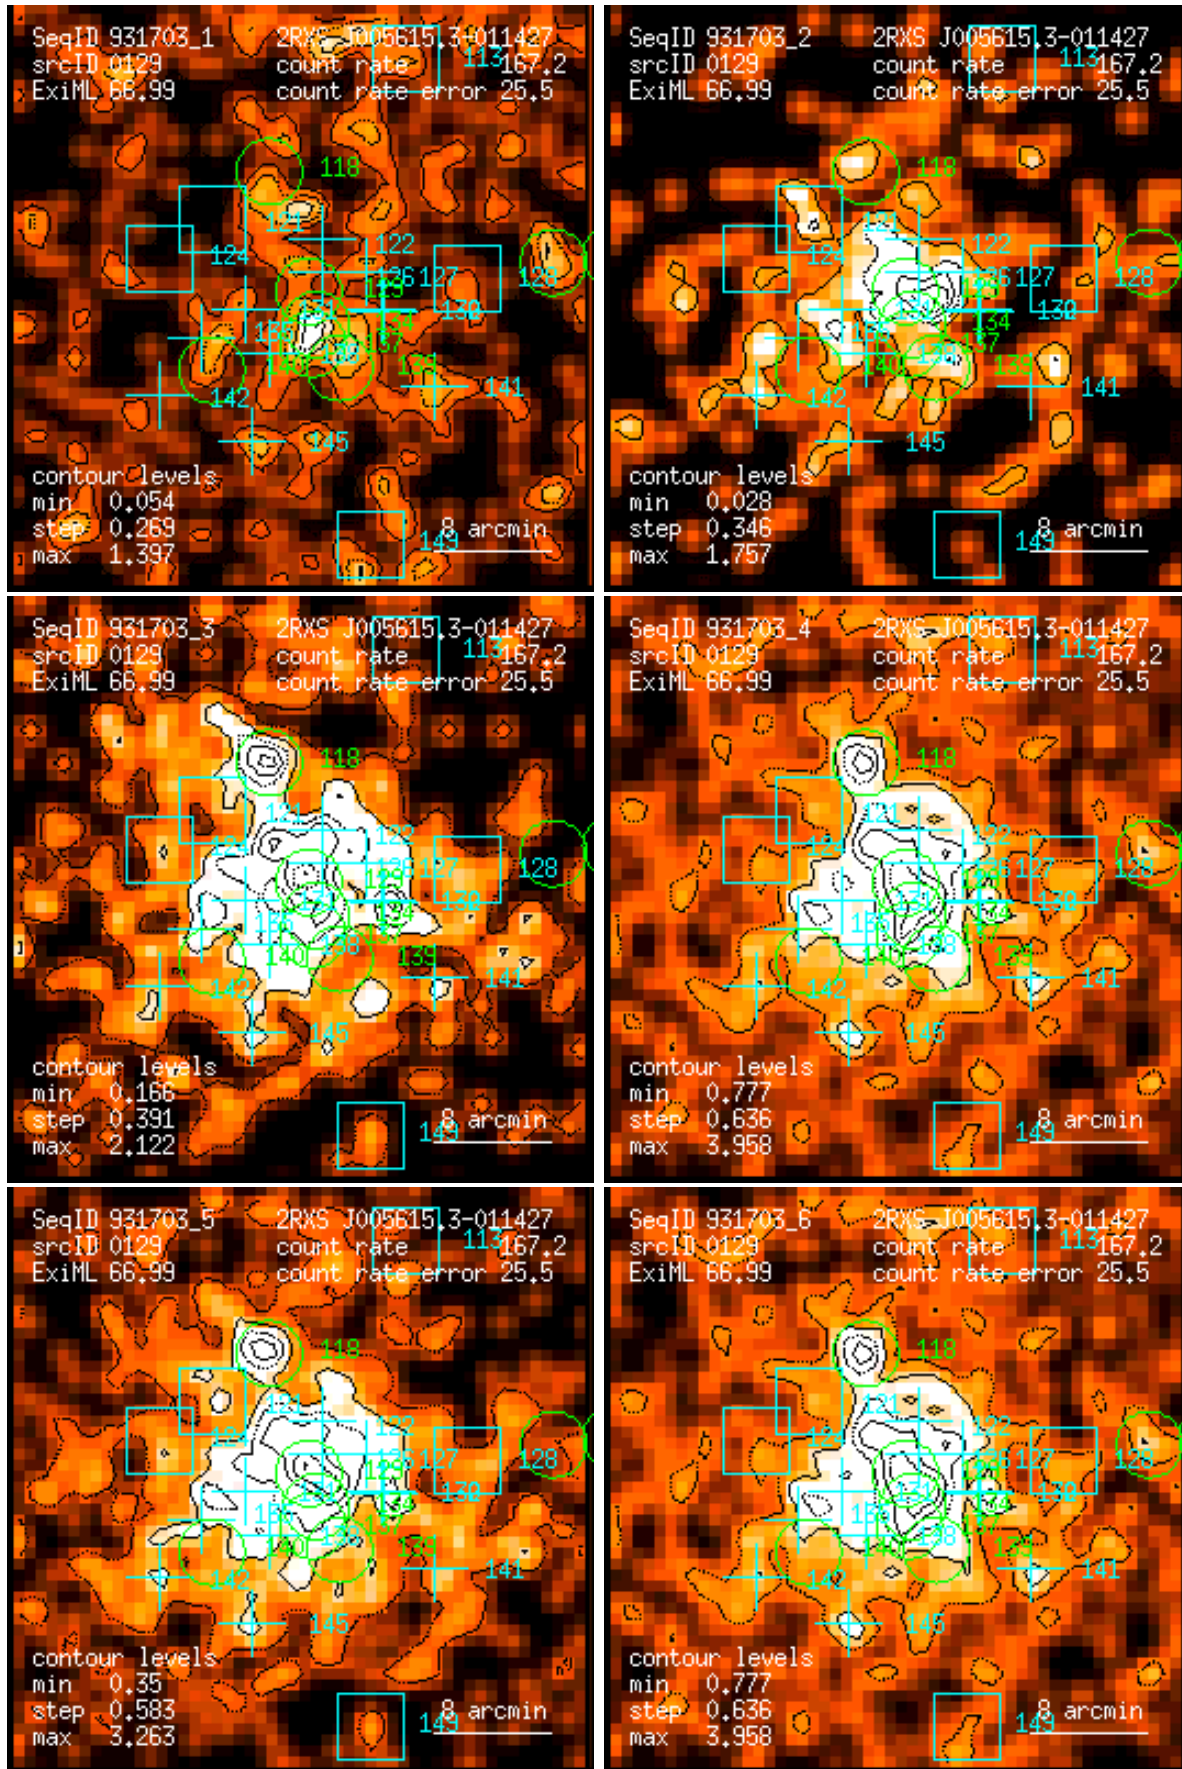 SeqID 931703_1 2RXS J005615.3-011427
srcID 0129 count rate 167.2
ExiML 66.99 count rate error 25.5
113
118
121
122
124
127
128
130
134
137
139
140
141
142
145
contour levels
min 0.054
step 0.269
max 1.397
149
8 arcmin
SeqID 931703_2 2RXS J005615.3-011427
srcID 0129 count rate 167.2
ExiML 66.99 count rate error 25.5
113
118
121
122
124
127
128
134
139
140
141
142
145
contour levels
min 0.028
step 0.346
max 1.757
149
8 arcmin
SeqID 931703_3 2RXS J005615.3-011427
srcID 0129 count rate 167.2
ExiML 66.99 count rate error 25.5
113
118
121
122
124
127
128
134
138
139
140
141
142
145
contour levels
min 0.166
step 0.391
max 2.122
149
8 arcmin
SeqID 931703_4 2RXS J005615.3-011427
srcID 0129 count rate 167.2
ExiML 66.99 count rate error 25.5
113
118
121
122
124
127
128
134
138
139
140
141
142
145
contour levels
min 0.777
step 0.636
max 3.958
149
8 arcmin
SeqID 931703_5 2RXS J005615.3-011427
srcID 0129 count rate 167.2
ExiML 66.99 count rate error 25.5
113
118
121
122
124
127
128
134
138
139
140
141
142
145
contour levels
min 0.35
step 0.583
max 3.263
149
8 arcmin
SeqID 931703_6 2RXS J005615.3-011427
srcID 0129 count rate 167.2
ExiML 66.99 count rate error 25.5
113
118
121
122
124
127
128
134
138
139
140
141
142
145
contour levels
min 0.777
step 0.636
max 3.958
149
8 arcmin